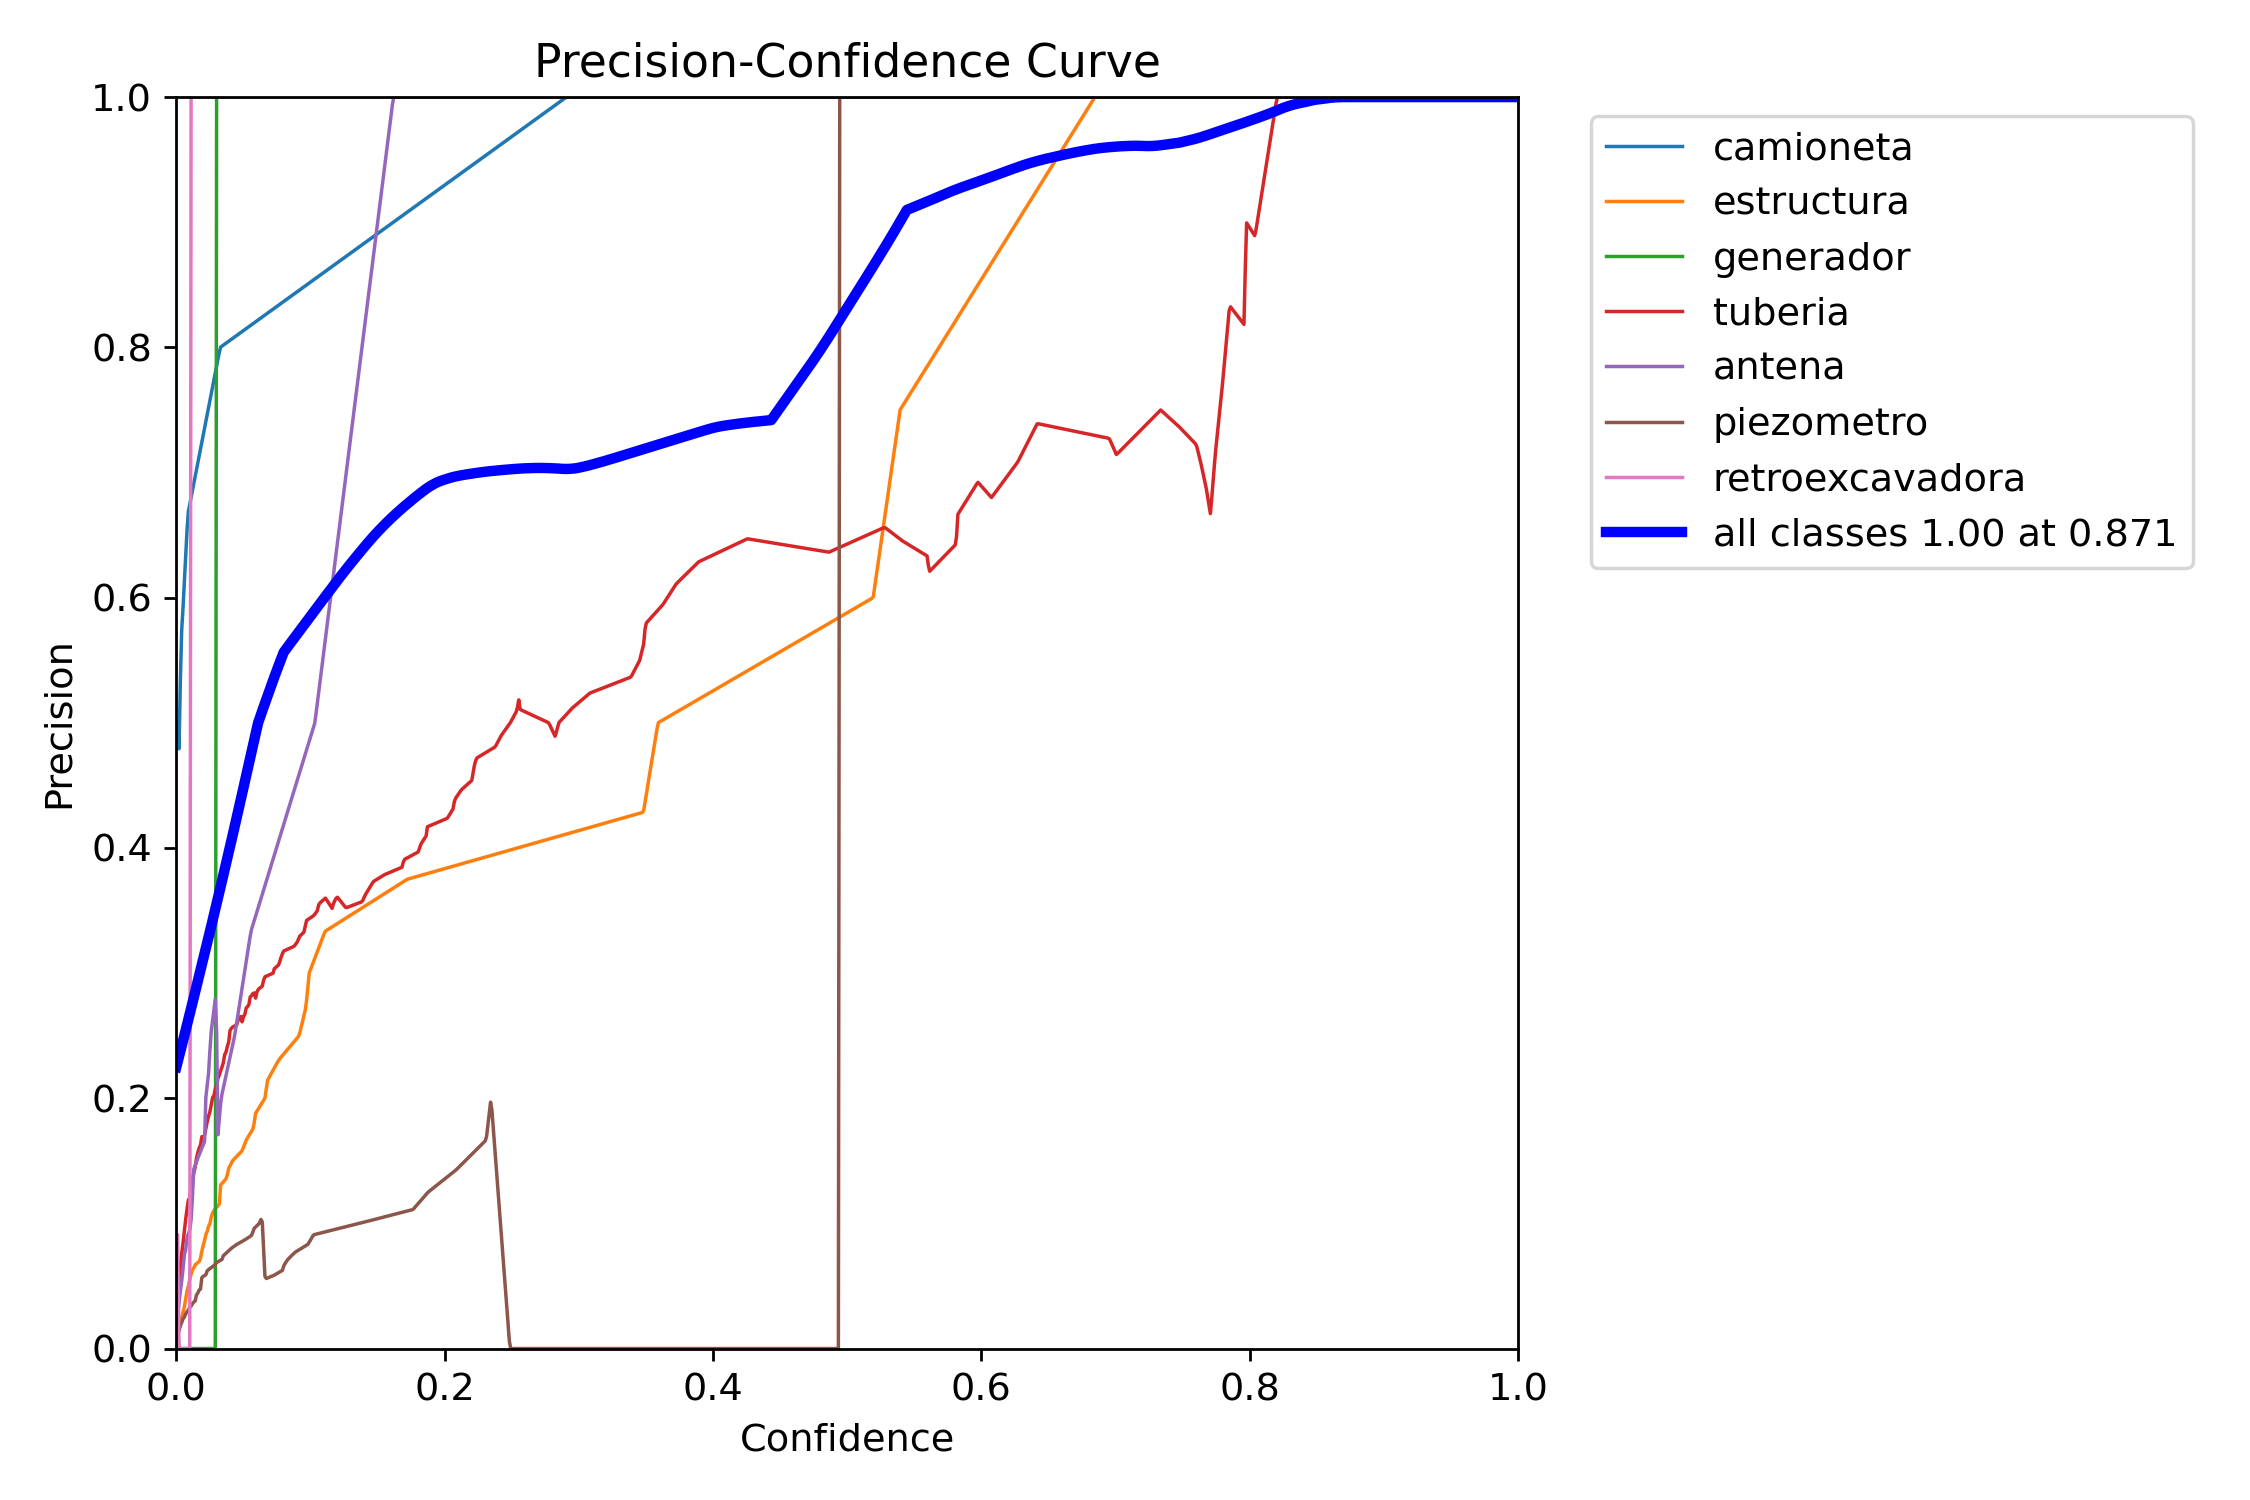 Precision-Confidence Curve
1.0
0.8
0.6
0.4
0.2
0.0
Precision
0.0 0.2 0.4 0.6 0.8 1.0
Confidence
camioneta
estructura
generador
tuberia
antena
piezometro
retroexcavadora
all classes 1.00 at 0.871